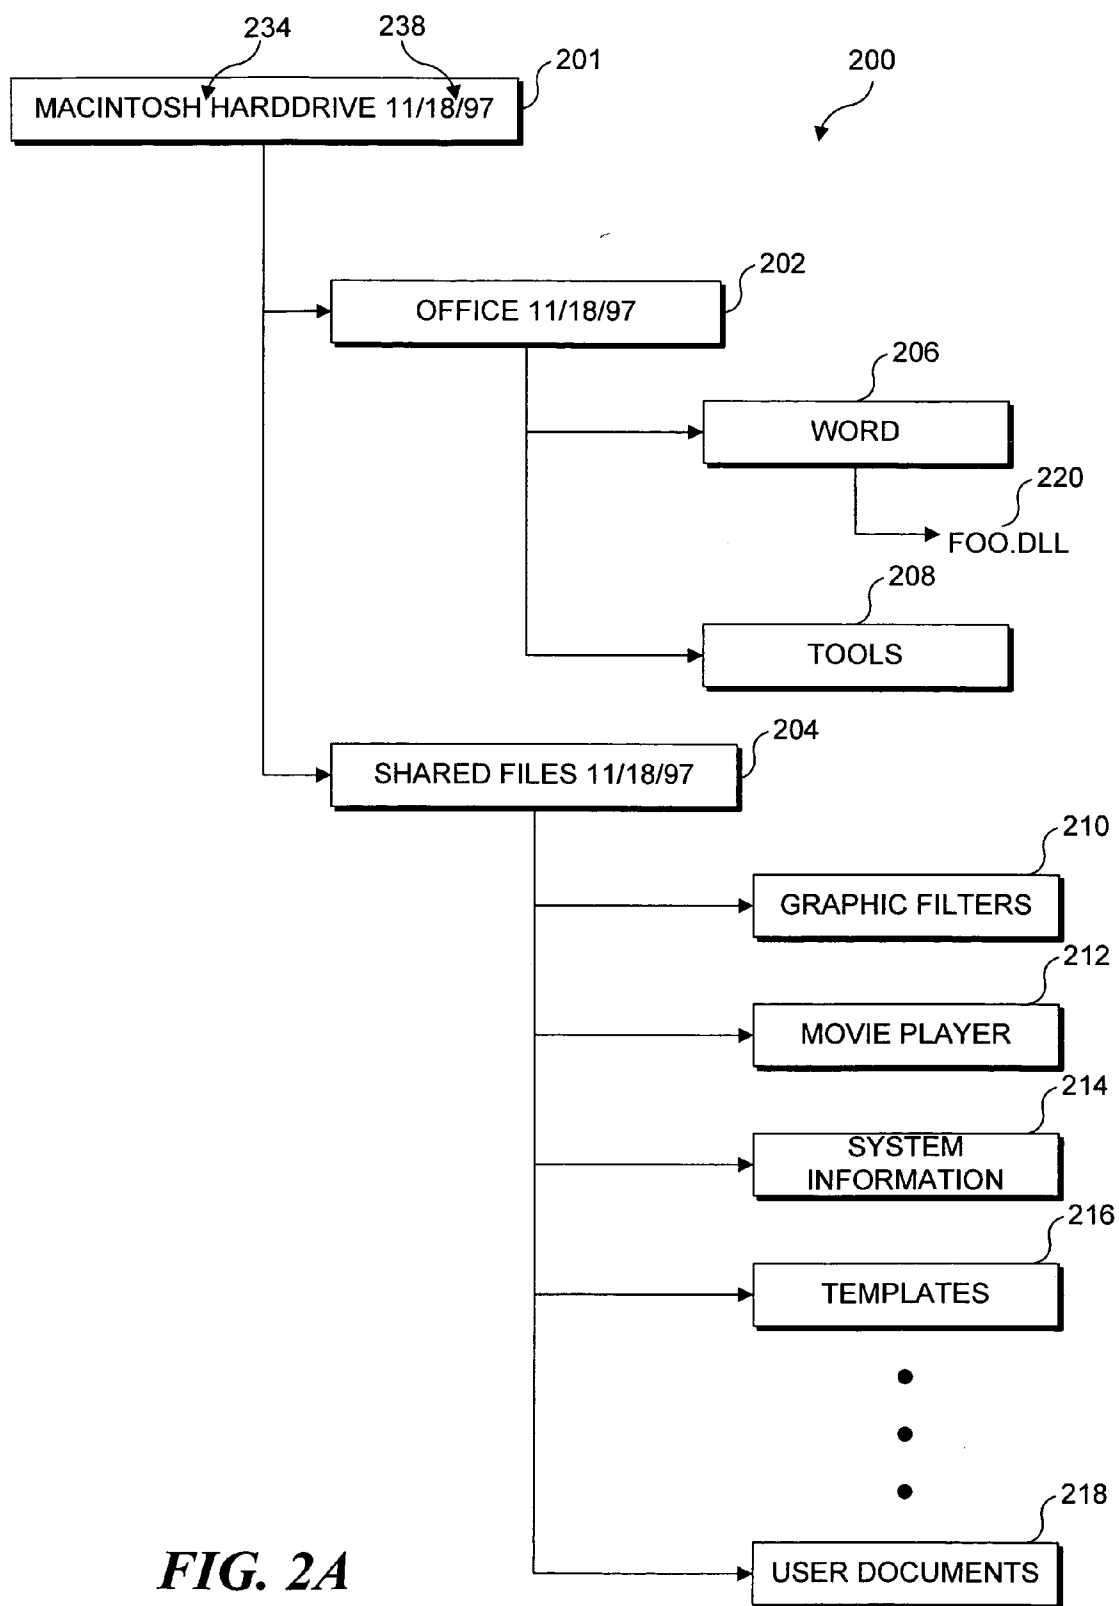 234
238
MACINTOSH HARDDRIVE 11/18/97
201
200
202
OFFICE 11/18/97
206
WORD
220
FOO.DLL
208
TOOLS
204
SHARED FILES 11/18/97
210
GRAPHIC FILTERS
212
MOVIE PLAYER
214
SYSTEM
INFORMATION
216
TEMPLATES
218
USER DOCUMENTS
FIG. 2A